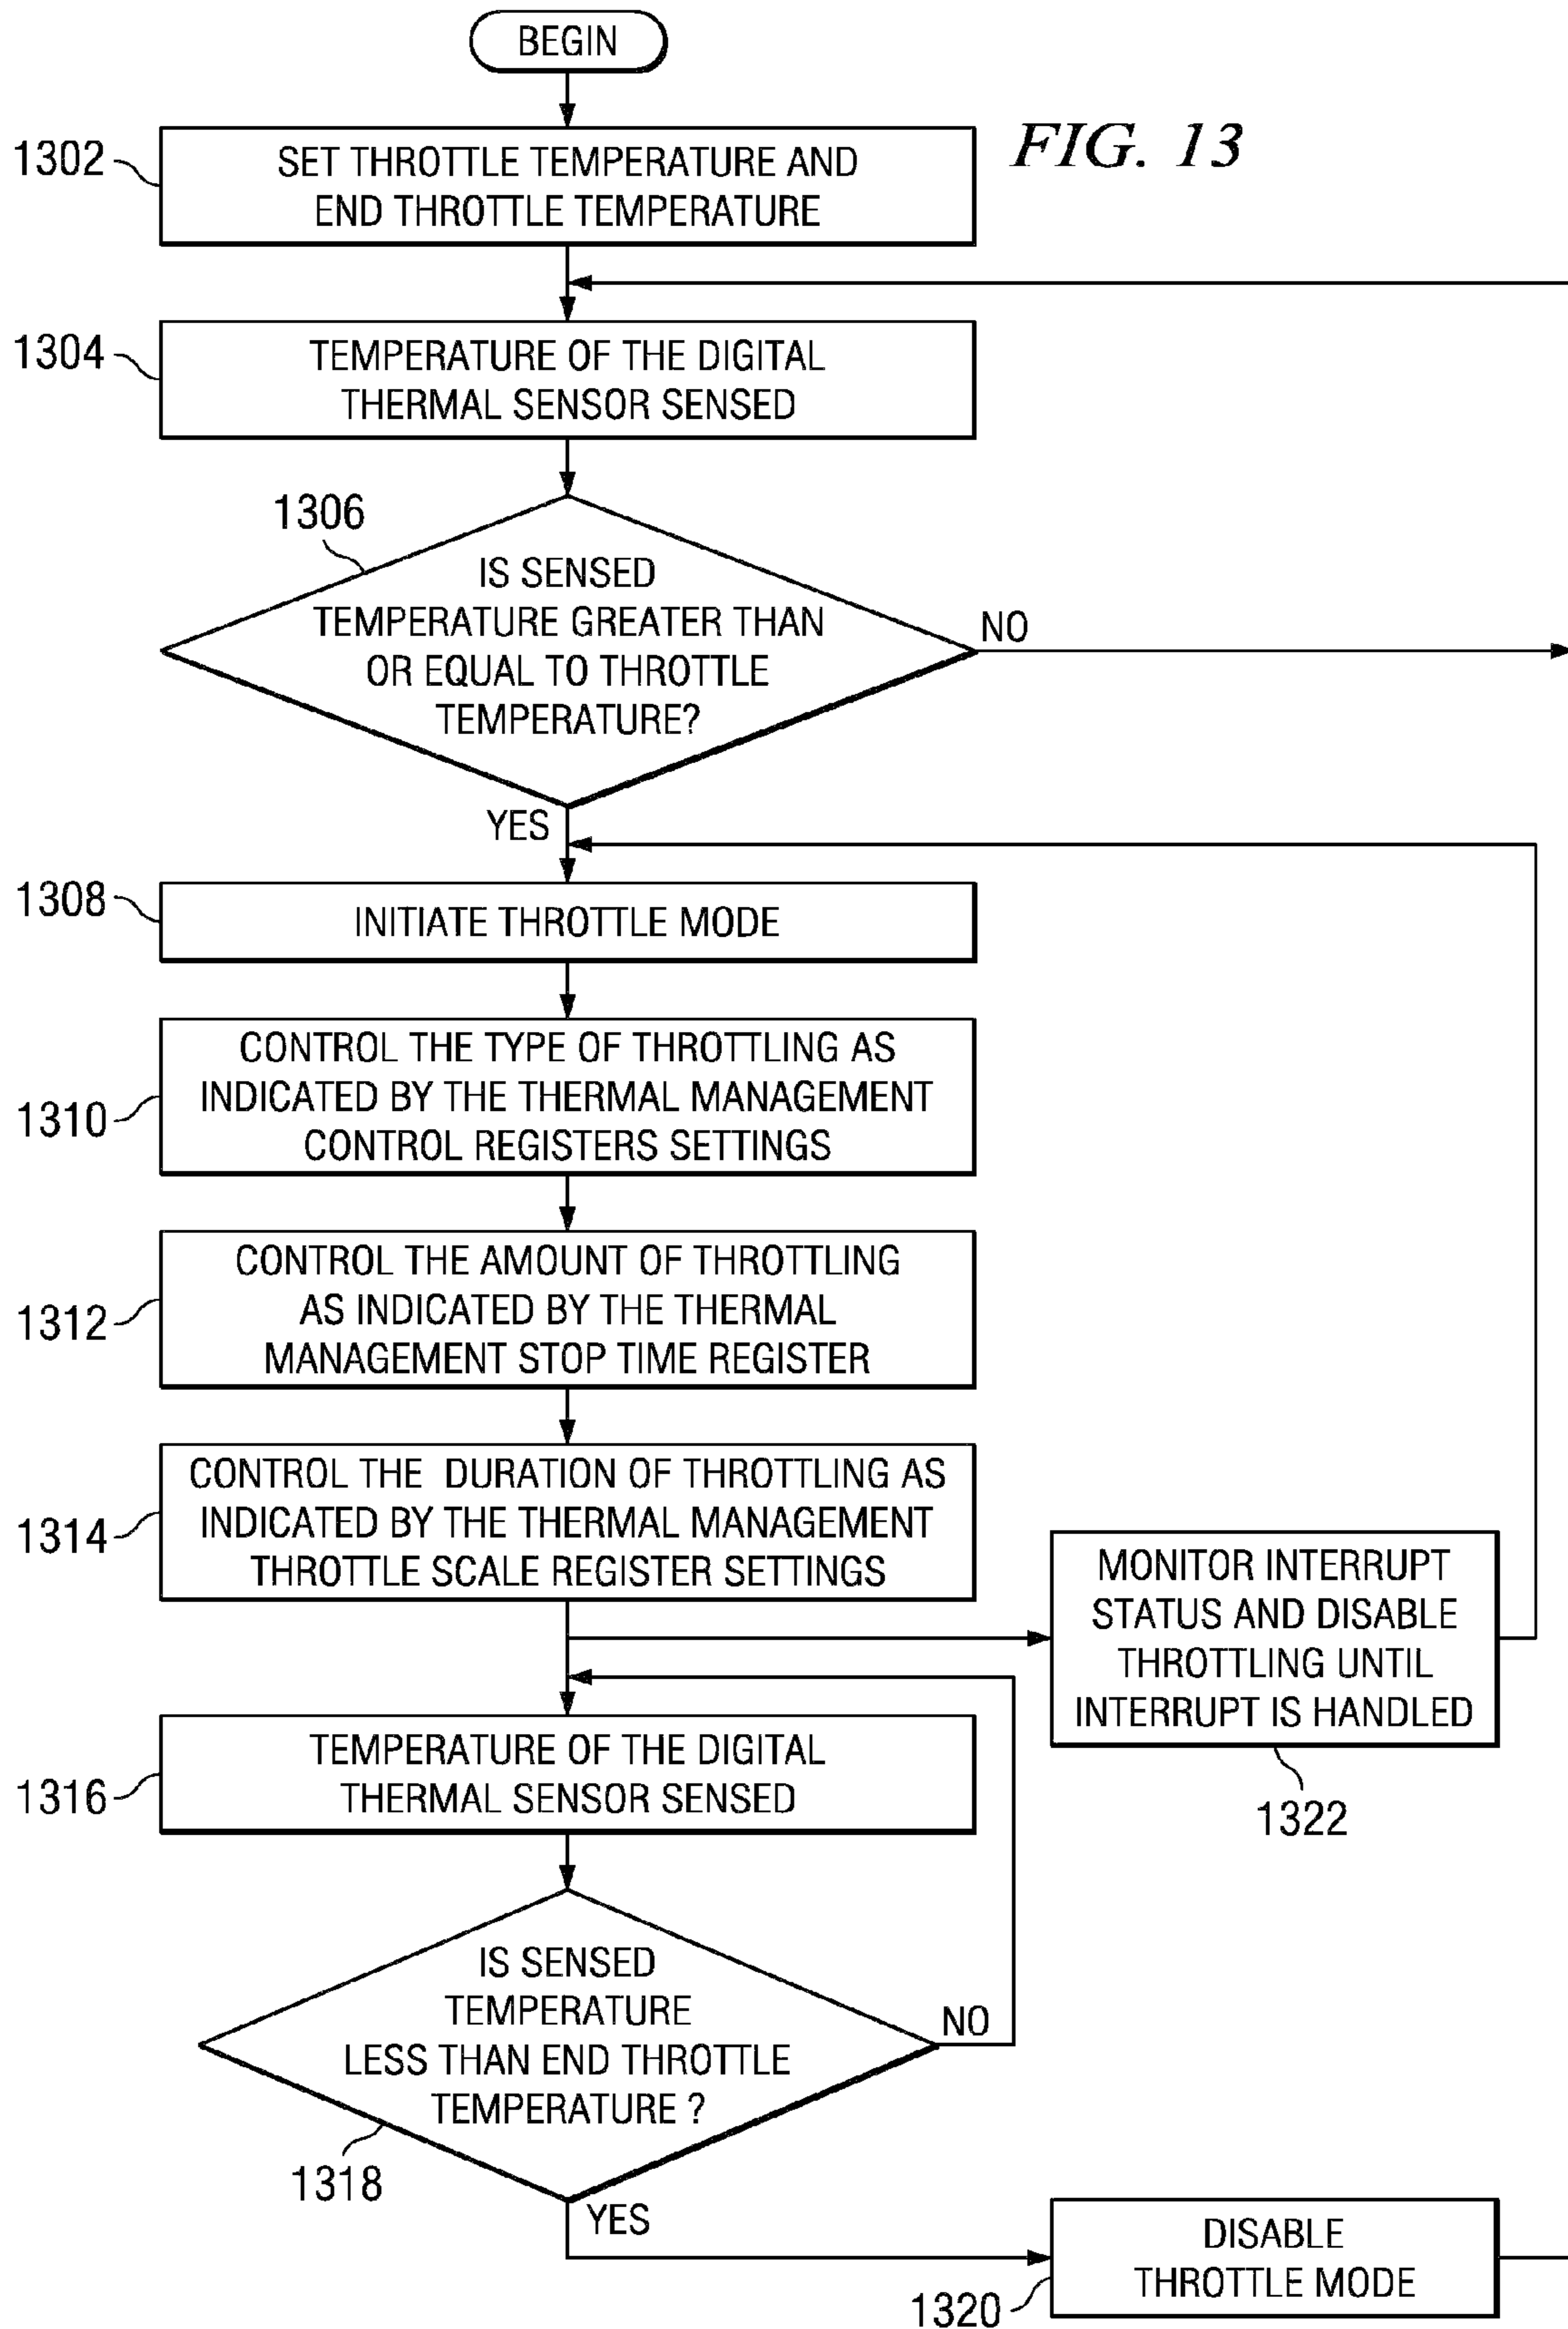 BEGIN
FIG. 13
1302
SET THROTTLE TEMPERATURE AND
END THROTTLE TEMPERATURE
1304
TEMPERATURE OF THE DIGITAL
THERMAL SENSOR SENSED
1306
IS SENSED
TEMPERATURE GREATER THAN
OR EQUAL TO THROTTLE
TEMPERATURE?
NO
YES
1308
INITIATE THROTTLE MODE
1310
CONTROL THE TYPE OF THROTTLING AS
INDICATED BY THE THERMAL MANAGEMENT
CONTROL REGISTERS SETTINGS
1312
CONTROL THE AMOUNT OF THROTTLING
AS INDICATED BY THE THERMAL
MANAGEMENT STOP TIME REGISTER
1314
CONTROL THE DURATION OF THROTTLING AS
INDICATED BY THE THERMAL MANAGEMENT
THROTTLE SCALE REGISTER SETTINGS
MONITOR INTERRUPT
STATUS AND DISABLE
THROTTLING UNTIL
INTERRUPT IS HANDLED
1322
1316
TEMPERATURE OF THE DIGITAL
THERMAL SENSOR SENSED
IS SENSED
TEMPERATURE
LESS THAN END THROTTLE
TEMPERATURE ?
NO
1318
YES
DISABLE
THROTTLE MODE
1320